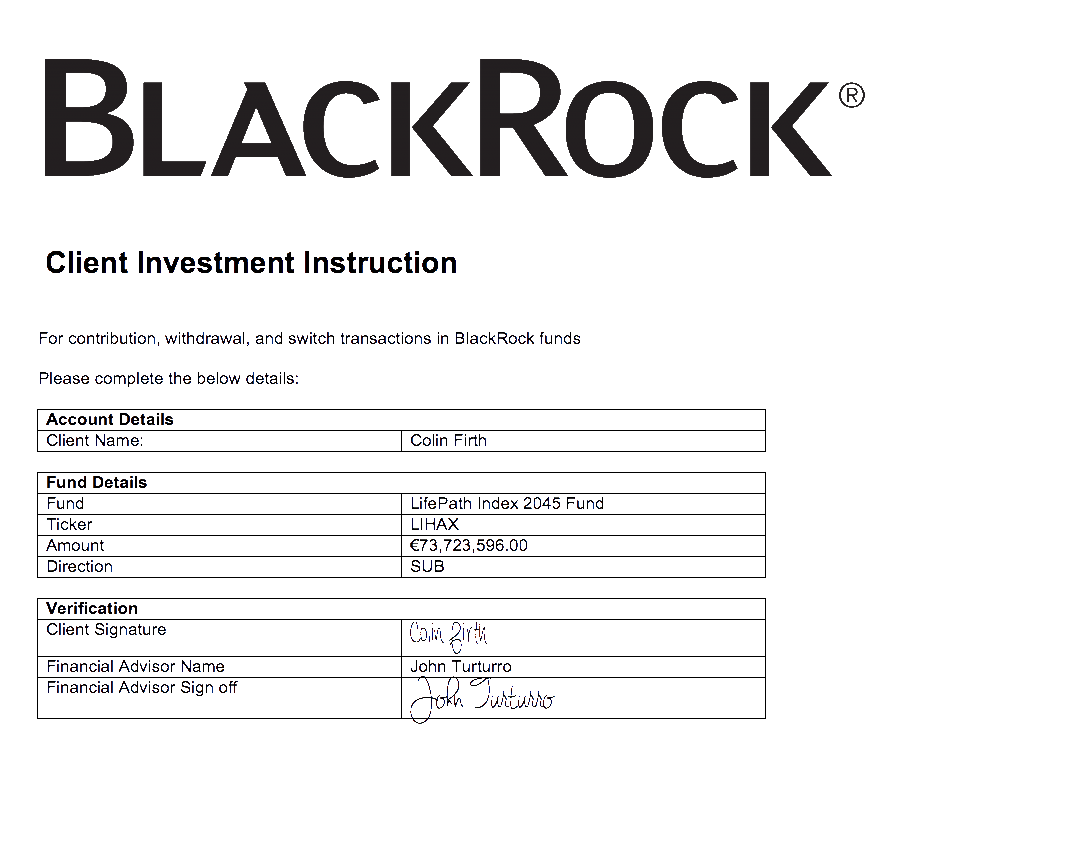 BLACKROCK®
Client Investment Instruction
For contribution, withdrawal, and switch transactions in BlackRock funds
Please complete the below details:
Account Details
Client Name: Colin Firth
Fund Details
Fund LifePath Index 2045 Fund
Ticker LIHAX
Amount €73,723,596.00
Direction SUB
Verification
Client Signature Colin Firth
Financial Advisor Name John Turturro
Financial Advisor Sign off John Turturro